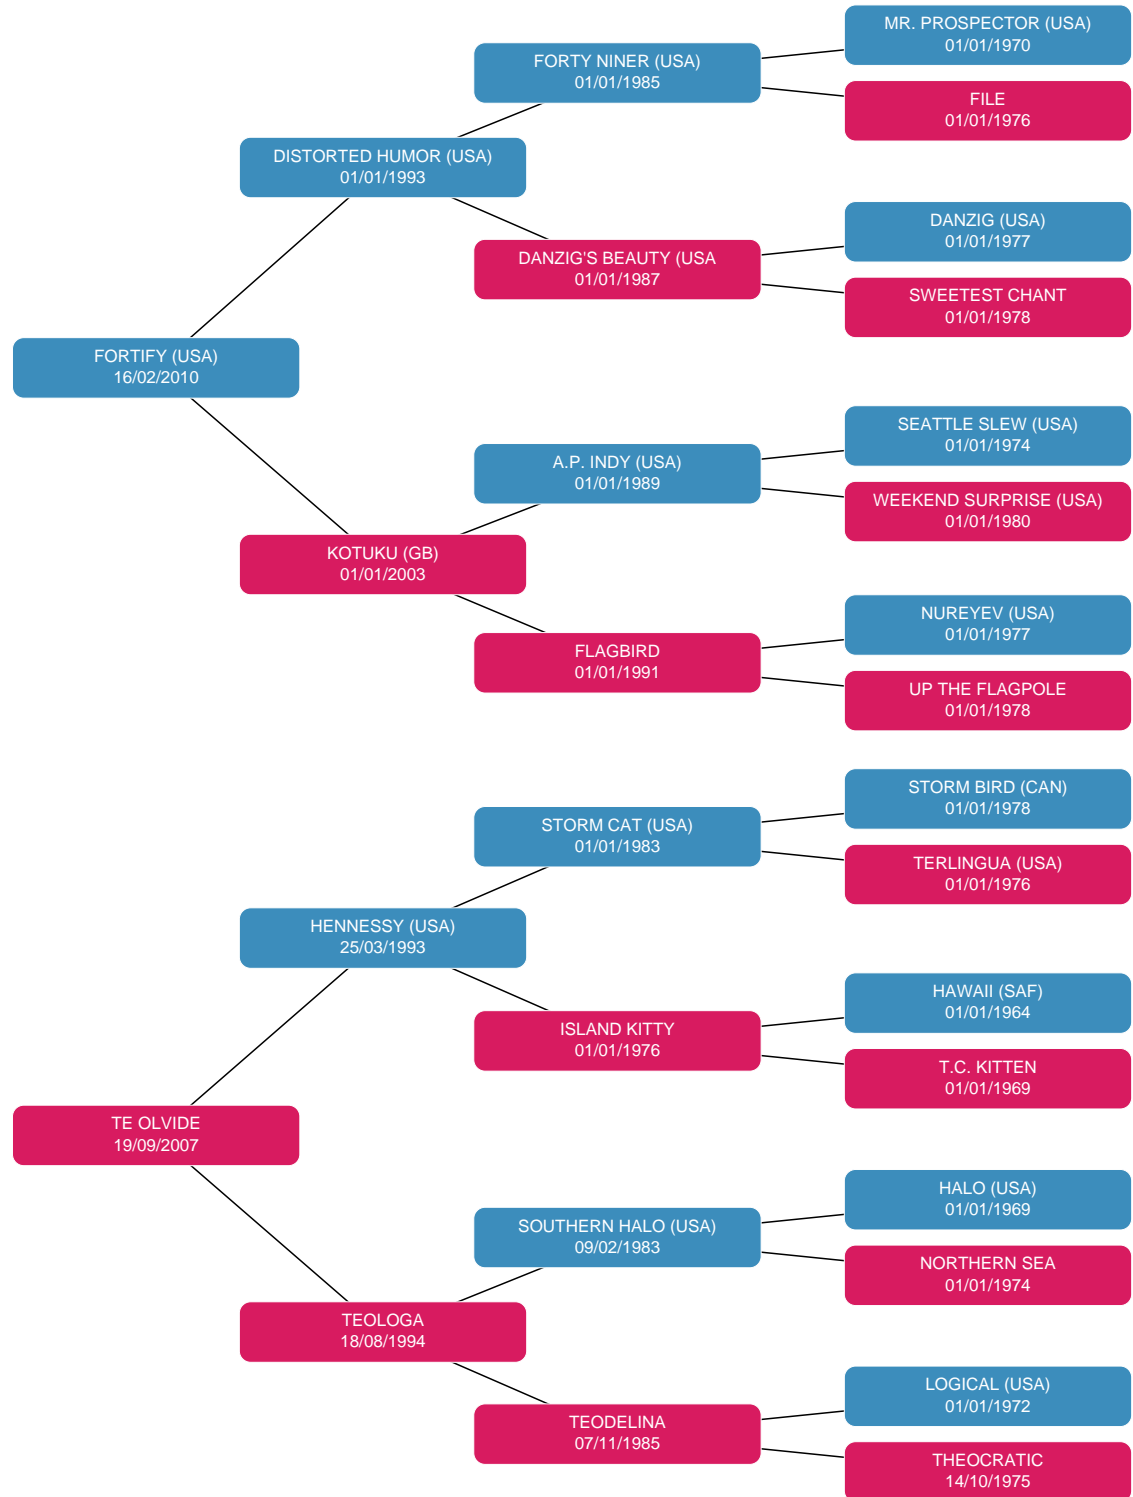 MR. PROSPECTOR (USA)
01/01/1970
FORTY NINER (USA)
01/01/1985
FILE
01/01/1976
DISTORTED HUMOR (USA)
01/01/1993
DANZIG (USA)
01/01/1977
DANZIG'S BEAUTY (USA
01/01/1987
SWEETEST CHANT
01/01/1978
FORTIFY (USA)
16/02/2010
SEATTLE SLEW (USA)
01/01/1974
A.P. INDY (USA)
01/01/1989
WEEKEND SURPRISE (USA)
01/01/1980
KOTUKU (GB)
01/01/2003
NUREYEV (USA)
01/01/1977
FLAGBIRD
01/01/1991
UP THE FLAGPOLE
01/01/1978
STORM BIRD (CAN)
01/01/1978
STORM CAT (USA)
01/01/1983
TERLINGUA (USA)
01/01/1976
HENNESSY (USA)
25/03/1993
HAWAII (SAF)
01/01/1964
ISLAND KITTY
01/01/1976
T.C. KITTEN
01/01/1969
TE OLVIDE
19/09/2007
HALO (USA)
01/01/1969
SOUTHERN HALO (USA)
09/02/1983
NORTHERN SEA
01/01/1974
TEOLOGA
18/08/1994
LOGICAL (USA)
01/01/1972
TEODELINA
07/11/1985
THEOCRATIC
14/10/1975